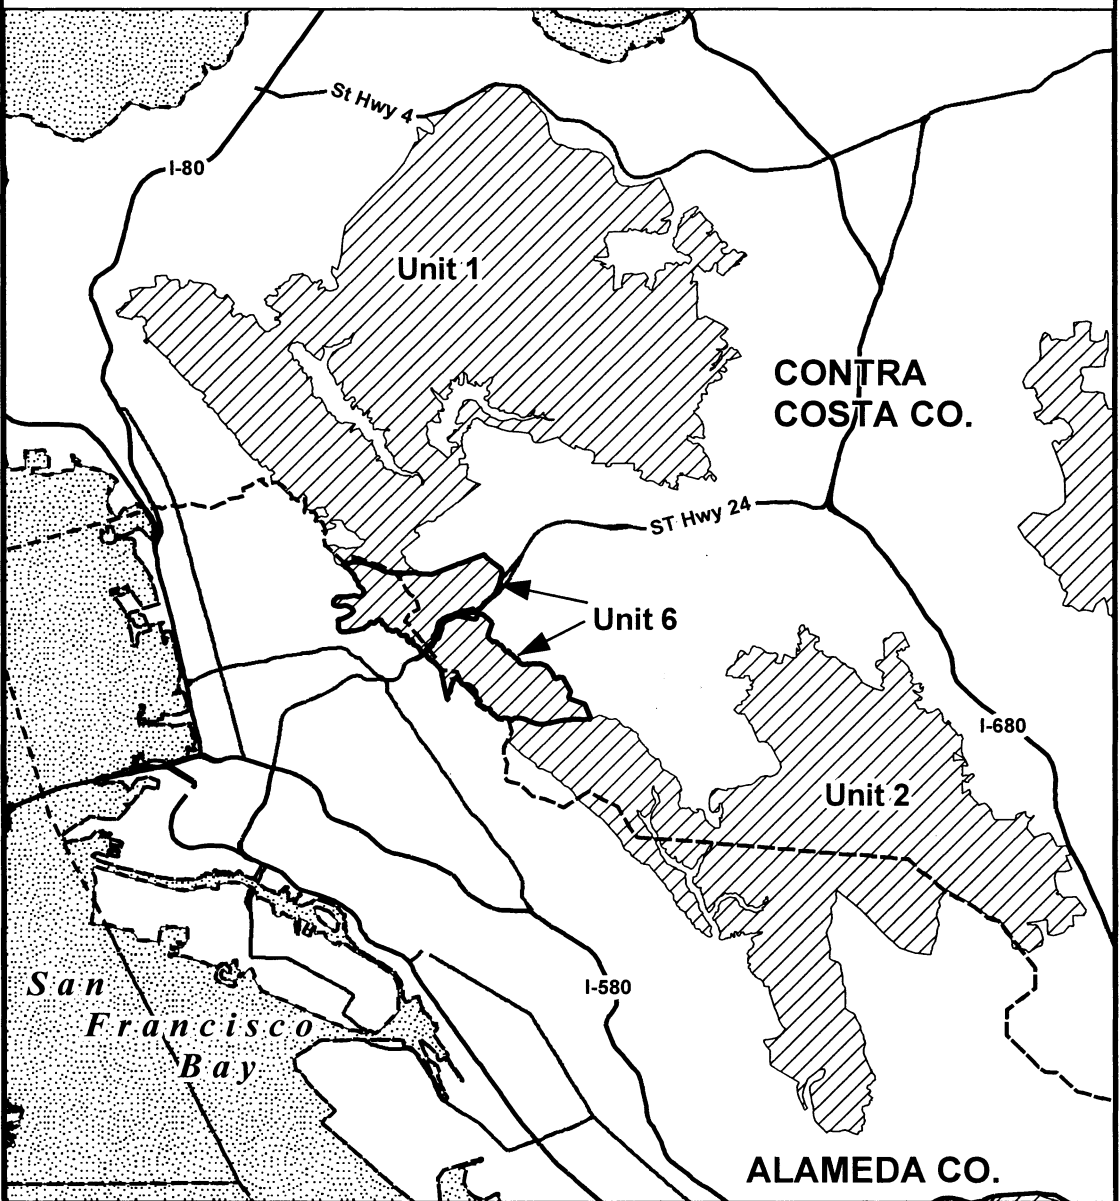 St Hwy 4
I-80
Unit 1
CONTRA
COSTA CO.
ST Hwy 24
Unit 6
I-680
Unit 2
I-580
San
Francisco
Bay
ALAMEDA CO.